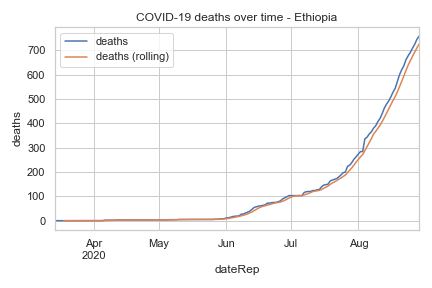 COVID-19 deaths over time - Ethiopia
deaths
deaths (rolling)
deaths
700
600
500
400
300
200
100
0
Apr
2020
May
Jun
Jul
Aug
dateRep